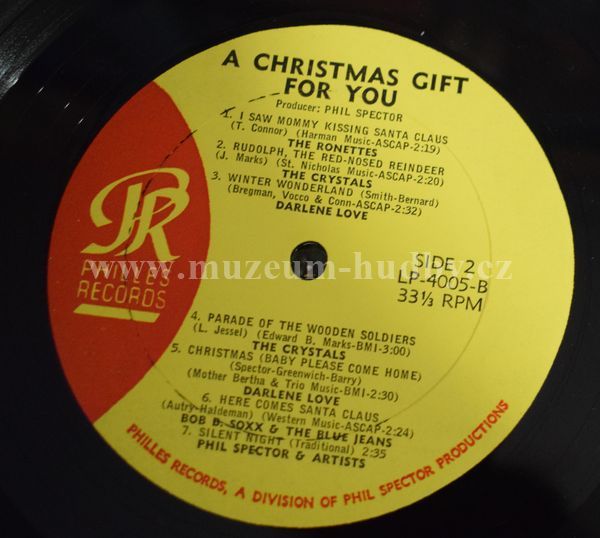 A CHRISTMAS GIFT
FOR YOU
Producer: PHIL SPECTOR
1. I SAW MOMMY KISSING SANTA CLAUS
(T. Connor) (Harman Music-ASCAP-2:19)
THE RONETTES
2. RUDOLPH, THE RED-NOSED REINDEER
(J. Marks) (St. Nicholas Music-ASCAP-2:20)
THE CRYSTALS
3. WINTER WONDERLAND (Smith-Bernard)
(Bregman, Vocco & Conn-ASCAP-2:32)
DARLENE LOVE
PR
PHILLES
RECORDS
www.muzeum-hudby.cz
SIDE 2
LP-4005-B
33⅓ RPM
4. PARADE OF THE WOODEN SOLDIERS
(L. Jessel) (Edward B. Marks-BMI-3:00)
THE CRYSTALS
5. CHRISTMAS (BABY PLEASE COME HOME)
(Spector-Greenwich-Barry)
(Mother Bertha & Trio Music-BMI-2:30)
DARLENE LOVE
6. HERE COMES SANTA CLAUS
(Autry-Haldeman) (Western Music-ASCAP-2:24)
BOB B. SOXX & THE BLUE JEANS
7. SILENT NIGHT (Traditional) 2:35
PHIL SPECTOR & ARTISTS
PHILLES RECORDS, A DIVISION OF PHIL SPECTOR PRODUCTIONS